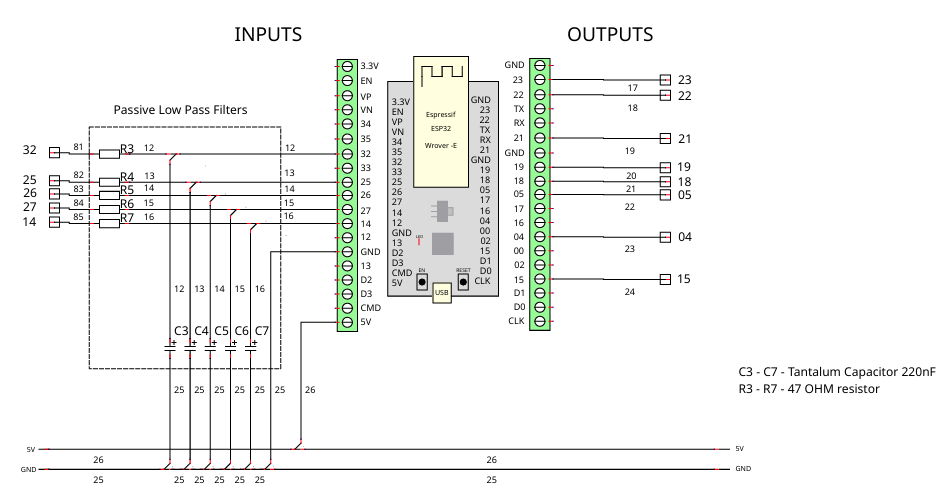 INPUTS
OUTPUTS
Passive Low Pass Filters
32 81 R3 12 12
25 82 R4 13 13
26 83 R5 14 14
27 84 R6 15 15
14 85 R7 16 16
12 13 14 15 16
C3 C4 C5 C6 C7
25 25 25 25 25 25 26
3.3V
EN
VP
VN
34
35
32
33
25
26
27
14
12
GND
13
D2
D3
CMD
5V
3.3V
EN
VP
VN
34
35
32
33
25
26
27
14
12
GND
13
D2
D3
CMD
5V
Espressif
ESP32
Wrover -E
LED
EN
RESET
USB
GND
23
22
TX
RX
21
GND
19
18
05
17
16
04
00
02
15
D1
D0
CLK
GND
23
22
TX
RX
21
GND
19
18
05
17
16
04
00
02
15
D1
D0
CLK
17
18
19
20
21
22
23
24
23
22
21
19
18
05
04
15
C3 - C7 - Tantalum Capacitor 220nF
R3 - R7 - 47 OHM resistor
5V 5V
26 26
GND GND
25 25 25 25 25 25 25